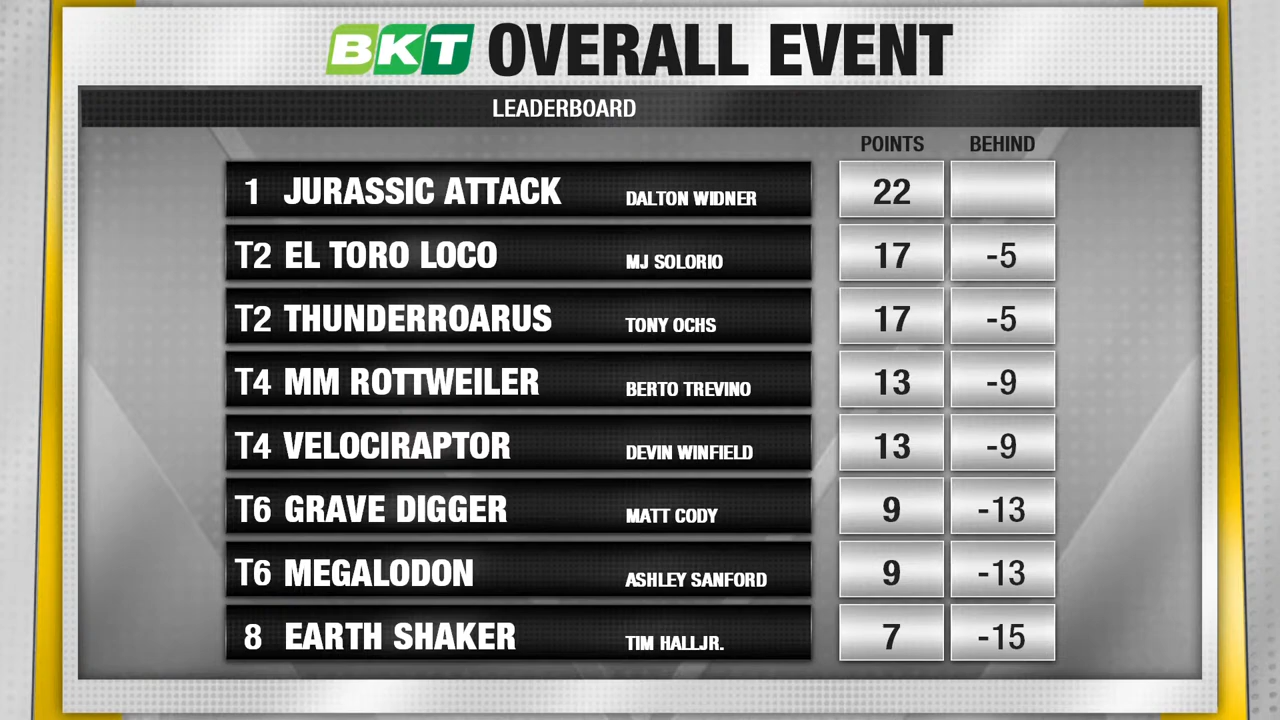 BKT OVERALL EVENT
LEADERBOARD
POINTS BEHIND
1 JURASSIC ATTACK DALTON WIDNER 22
T2 EL TORO LOCO MJ SOLORIO 17 -5
T2 THUNDERROARUS TONY OCHS 17 -5
T4 MM ROTTWEILER BERTO TREVINO 13 -9
T4 VELOCIRAPTOR DEVIN WINFIELD 13 -9
T6 GRAVE DIGGER MATT CODY 9 -13
T6 MEGALODON ASHLEY SANFORD 9 -13
8 EARTH SHAKER TIM HALL JR. 7 -15